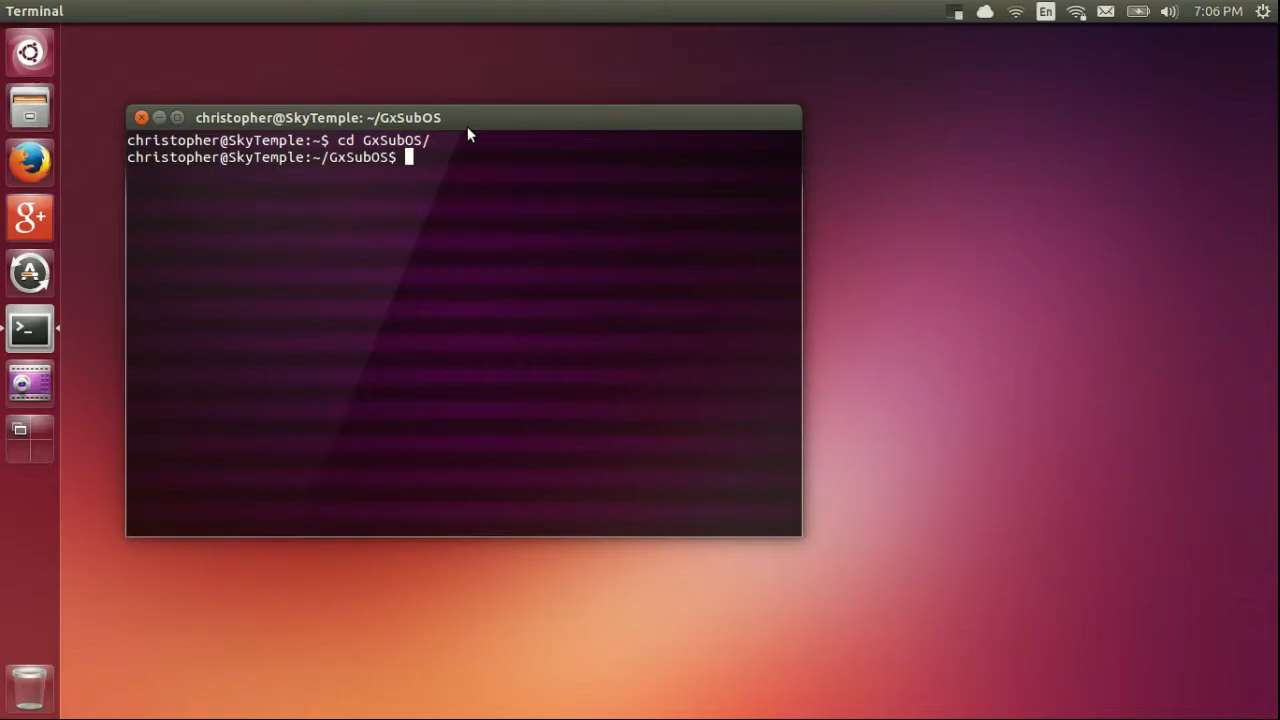 Terminal
En
7:06 PM
christopher@SkyTemple: ~/GxSubOS
christopher@SkyTemple:~$ cd GxSubOS/
christopher@SkyTemple:~/GxSubOS$
g+
A
>_